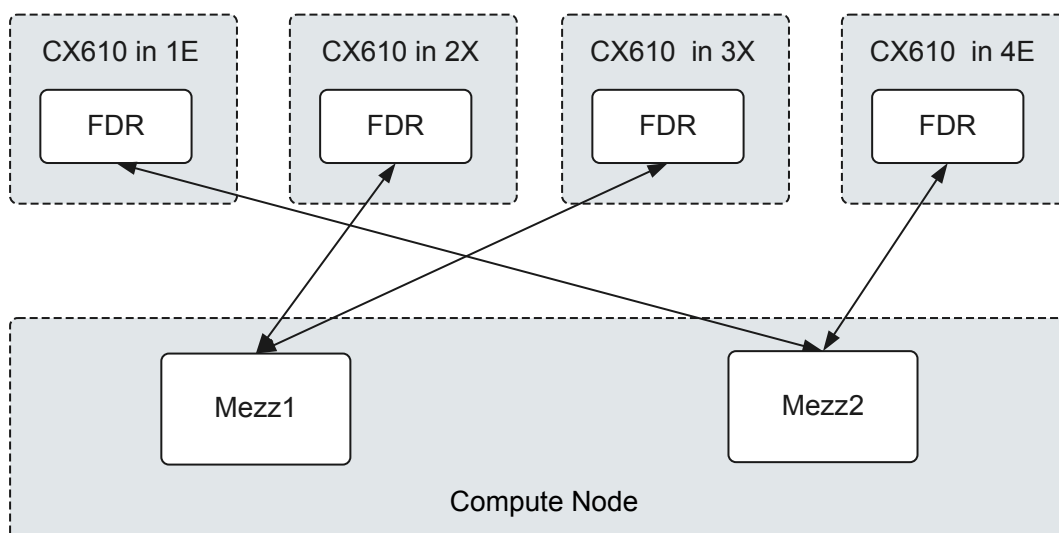 CX610 in 1E
CX610 in 2X
CX610 in 3X
CX610 in 4E
FDR
FDR
FDR
FDR
Mezz1
Mezz2
Compute Node